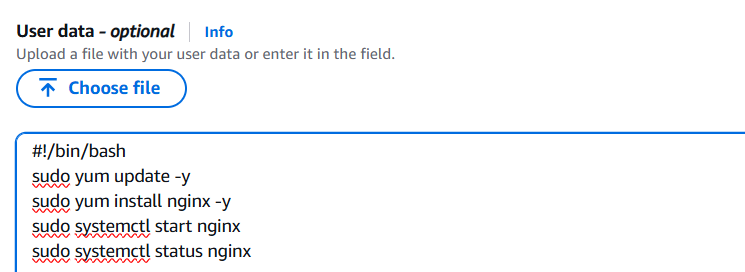 User data - optional Info
Upload a file with your user data or enter it in the field.
Choose file
#!/bin/bash
sudo yum update -y
sudo yum install nginx -y
sudo systemctl start nginx
sudo systemctl status nginx